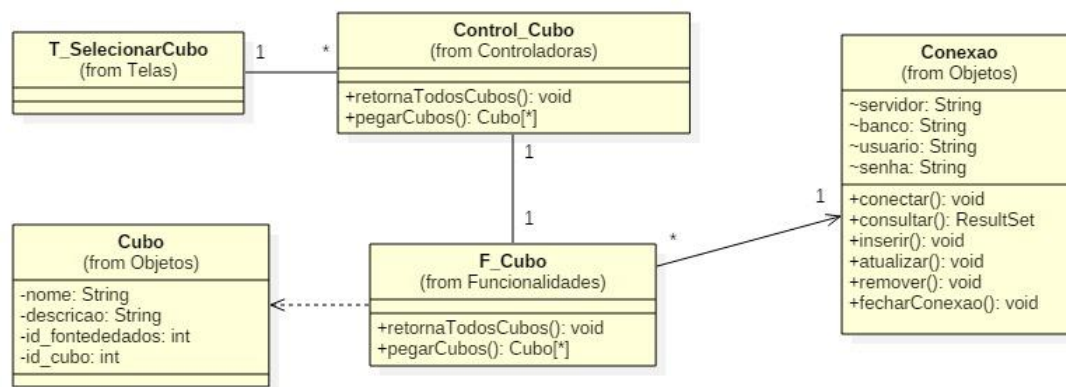 T_SelecionarCubo
(from Telas)
1
*
Control_Cubo
(from Controladoras)
+retornaTodosCubos(): void
+pegarCubos(): Cubo[*]
1
1
Conexao
(from Objetos)
~servidor: String
~banco: String
~usuario: String
~senha: String
+conectar(): void
+consultar(): ResultSet
+inserir(): void
+atualizar(): void
+remover(): void
+fecharConexao(): void
Cubo
(from Objetos)
-nome: String
-descricao: String
-id_fontededados: int
-id_cubo: int
F_Cubo
(from Funcionalidades)
+retornaTodosCubos(): void
+pegarCubos(): Cubo[*]
*
1